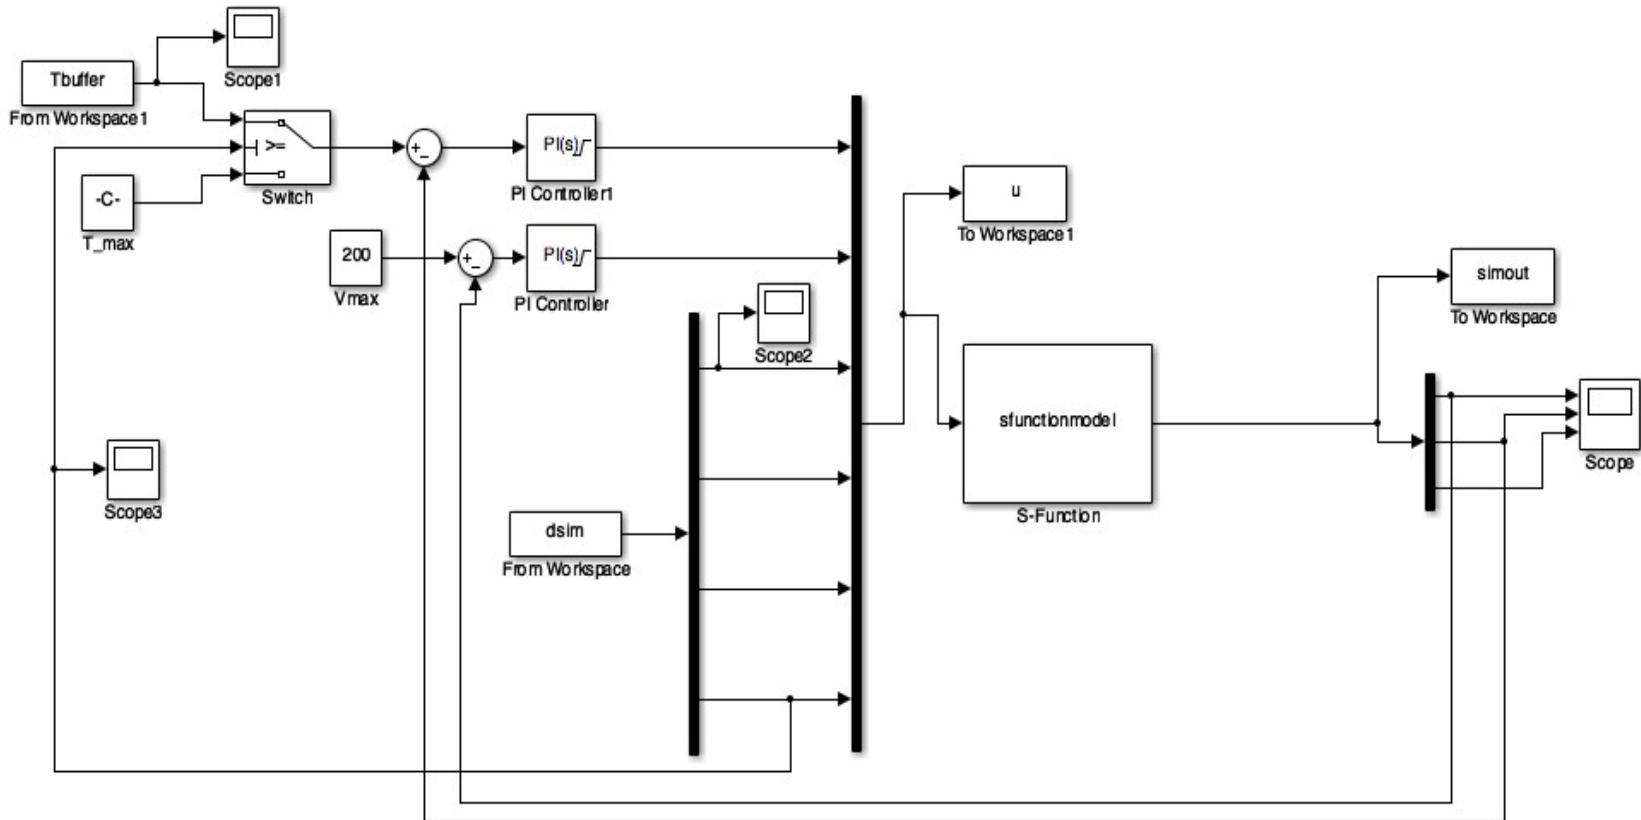 Scope1
Tbuffer
From Workspace1
>=
Switch
-C-
T_max
+
-
PI(s)
PI Controller1
200
Vmax
+
-
PI(s)
PI Controller
Scope2
u
To Workspace1
simout
To Workspace
sfunctionmodel
S-Function
Scope
Scope3
dsim
From Workspace